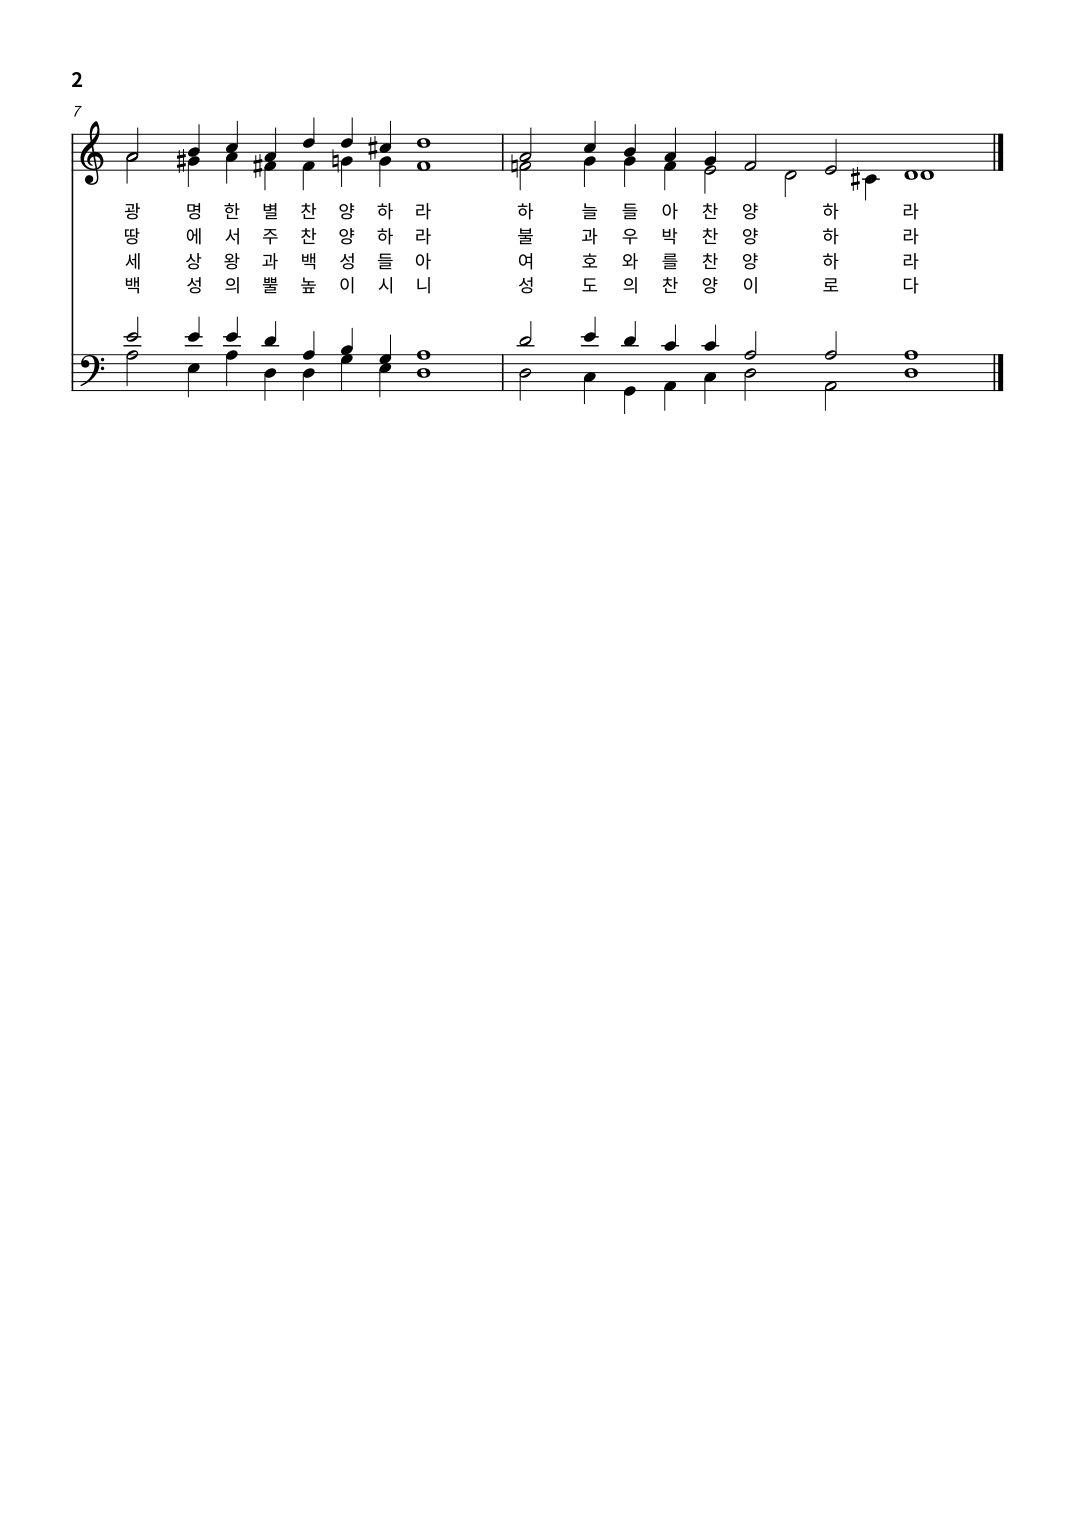 2
7
광 명 한 별 찬 양 하 라 하 늘 들 아 찬 양 하 라
땅 에 서 주 찬 양 하 라 불 과 우 박 찬 양 하 라
세 상 왕 과 백 성 들 아 여 호 와 를 찬 양 하 라
백 성 의 뿔 높 이 시 니 성 도 의 찬 양 이 로 다